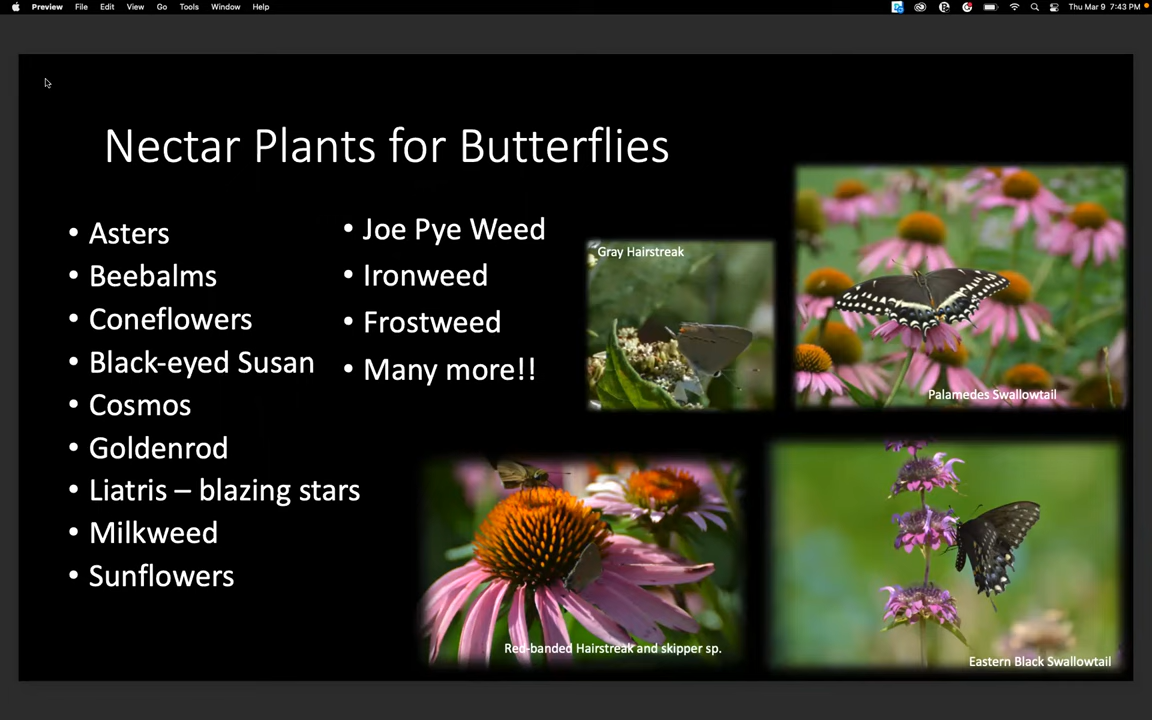 Preview File Edit View Go Tools Window Help Thu Mar 9 7:43 PM
Nectar Plants for Butterflies
• Asters
• Beebalms
• Coneflowers
• Black-eyed Susan
• Cosmos
• Goldenrod
• Liatris – blazing stars
• Milkweed
• Sunflowers
• Joe Pye Weed
• Ironweed
• Frostweed
• Many more!!
Gray Hairstreak
Palamedes Swallowtail
Red-banded Hairstreak and skipper sp.
Eastern Black Swallowtail